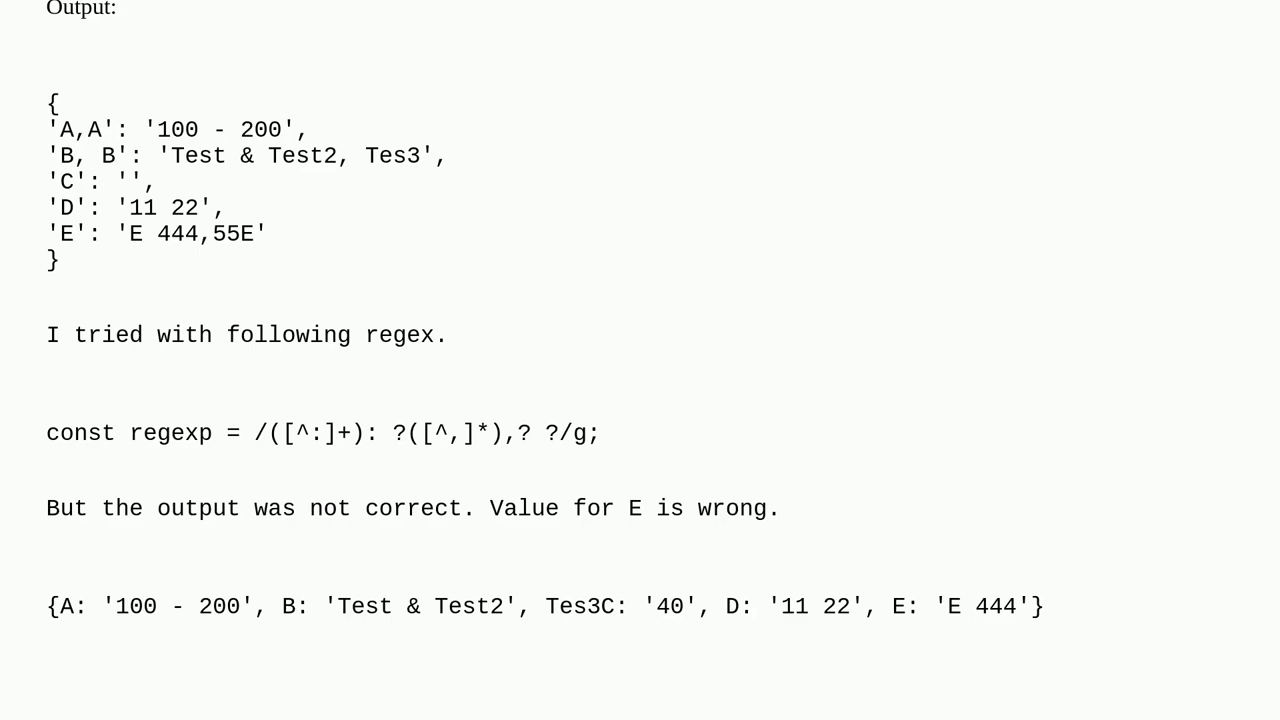 Output:
{
'A,A': '100 - 200',
'B, B': 'Test & Test2, Tes3',
'C': '',
'D': '11 22',
'E': 'E 444,55E'
}
I tried with following regex.
const regexp = /([^:]+): ?([^,]*),? ?/g;
But the output was not correct. Value for E is wrong.
{A: '100 - 200', B: 'Test & Test2', Tes3C: '40', D: '11 22', E: 'E 444'}